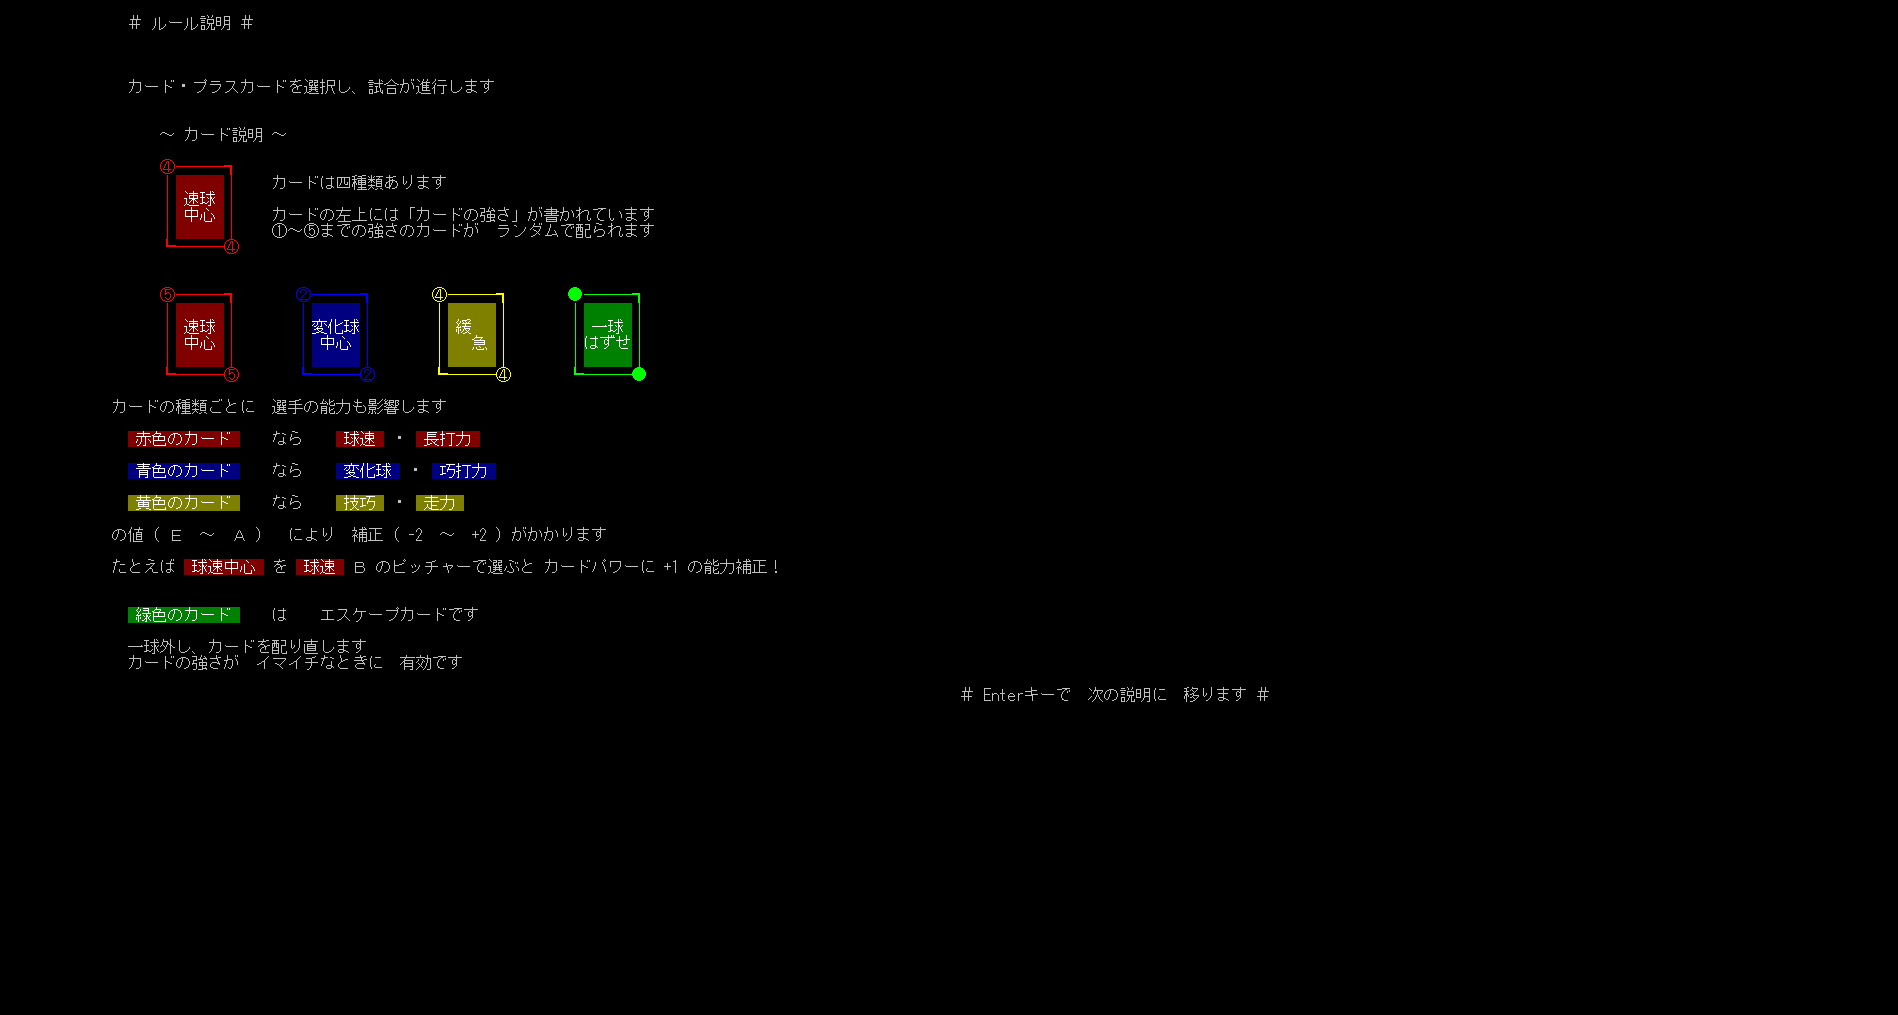 # ルール説明 #
カード・プラスカードを選択し、試合が進行します
～ カード説明 ～
④
速球
中心
④
カードは四種類あります
カードの左上には「カードの強さ」が書かれています
①～⑤までの強さのカードが　ランダムで配られます
⑤ ② ④ ●
速球 変化球 緩 一球
中心 中心 急 はずせ
⑤ ② ④ ●
カードの種類ごとに　選手の能力も影響します
赤色のカード　なら　球速 ・ 長打力
青色のカード　なら　変化球 ・ 巧打力
黄色のカード　なら　技巧 ・ 走力
の値（ E ～ A ）　により　補正（ -2 ～ +2 ）がかかります
たとえば 球速中心 を 球速 B のピッチャーで選ぶと カードパワーに +1 の能力補正！
緑色のカード　は　エスケープカードです
一球外し、カードを配り直します
カードの強さが　イマイチなときに　有効です
# Enterキーで　次の説明に　移ります #